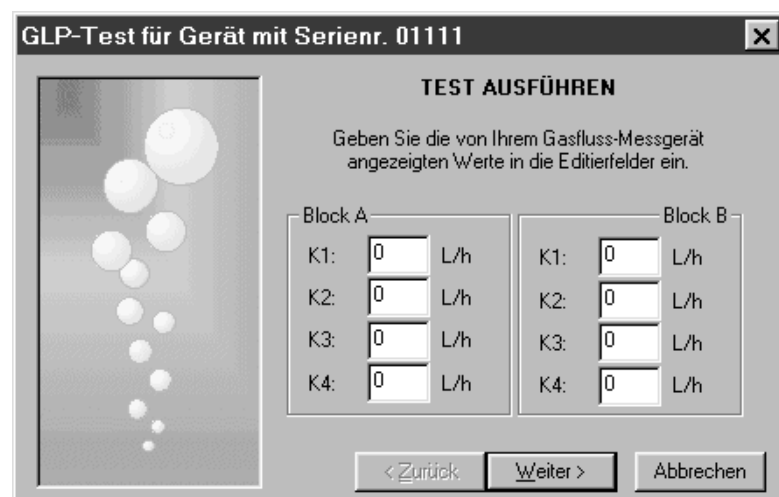 GLP-Test für Gerät mit Serienr. 01111
TEST AUSFÜHREN
Geben Sie die von Ihrem Gasfluss-Messgerät
angezeigten Werte in die Editierfelder ein.
Block A
K1: 0 L/h
K2: 0 L/h
K3: 0 L/h
K4: 0 L/h
Block B
K1: 0 L/h
K2: 0 L/h
K3: 0 L/h
K4: 0 L/h
< Zurück
Weiter >
Abbrechen